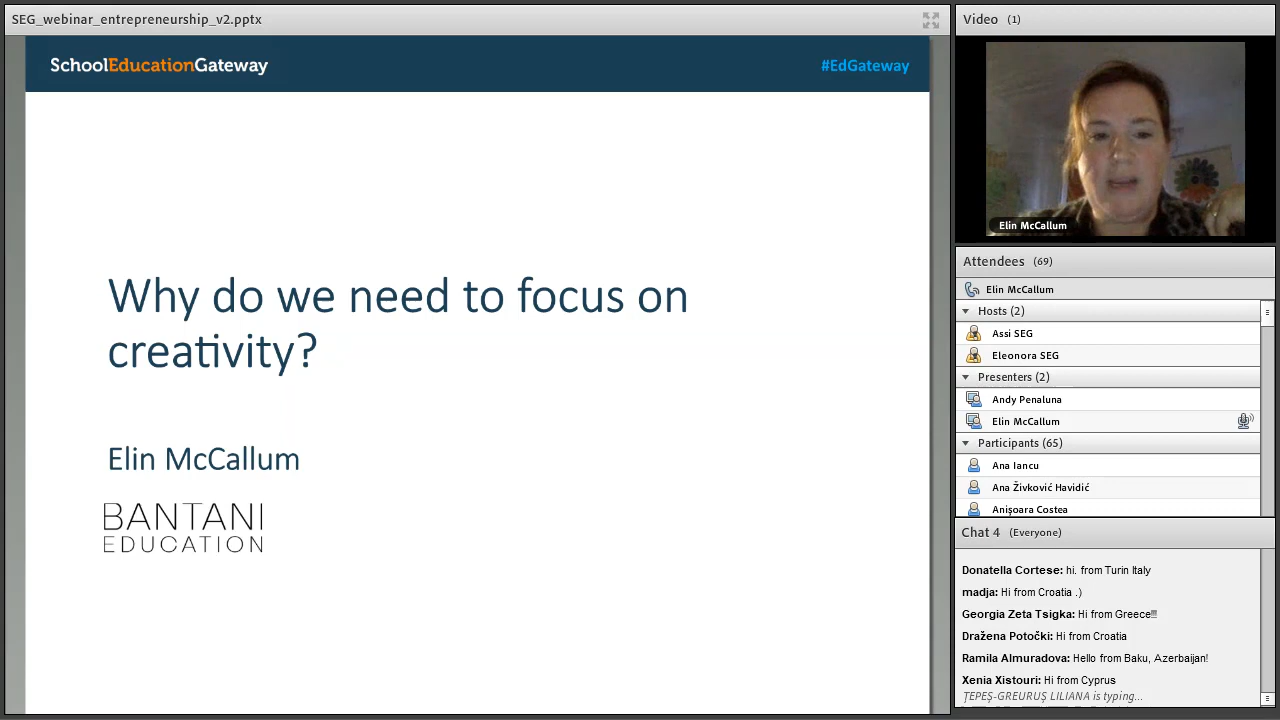 SEG_webinar_entrepreneurship_v2.pptx
SchoolEducationGateway
#EdGateway
Why do we need to focus on
creativity?
Elin McCallum
BANTANI
EDUCATION
Video (1)
Elin McCallum
Attendees (69)
Elin McCallum
Hosts (2)
Assi SEG
Eleonora SEG
Presenters (2)
Andy Penaluna
Elin McCallum
Participants (65)
Ana Iancu
Ana Živković Havidić
Anişoara Costea
Chat 4 (Everyone)
Donatella Cortese: hi. from Turin Italy
madja: Hi from Croatia .)
Georgia Zeta Tsigka: Hi from Greece!!!
Dražena Potočki: Hi from Croatia
Ramila Almuradova: Hello from Baku, Azerbaijan!
Xenia Xistouri: Hi from Cyprus
ŢEPEŞ-GREURUŞ LILIANA is typing...